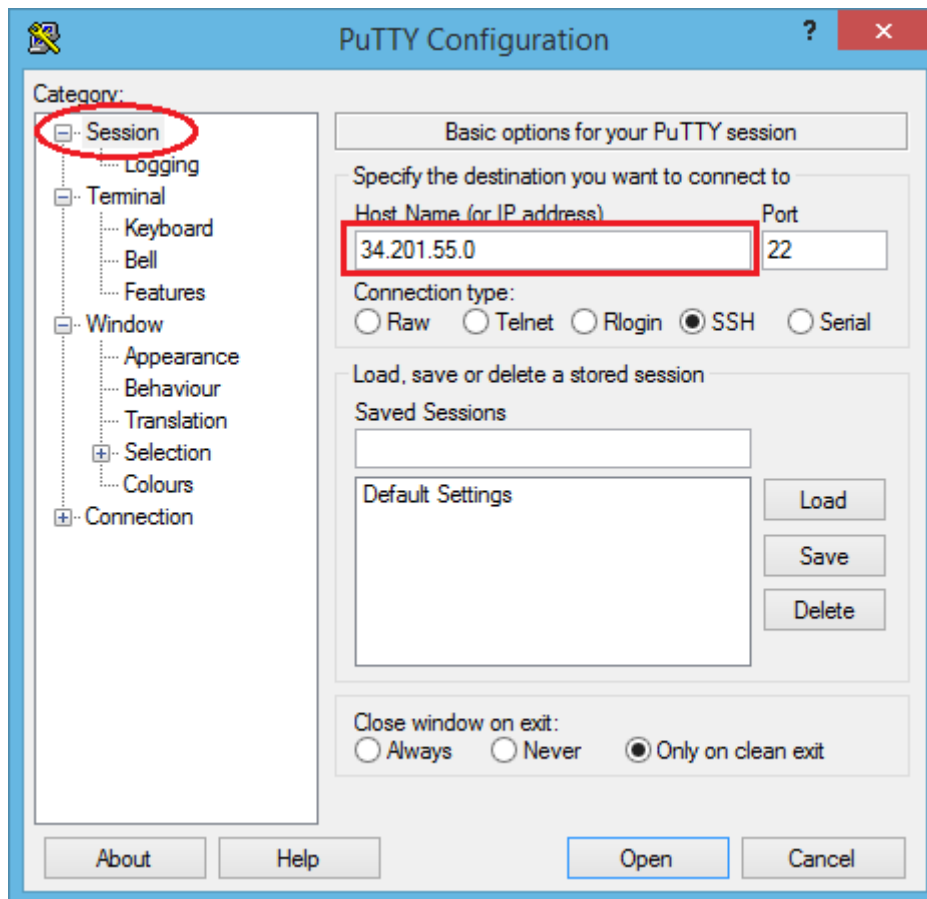 PuTTY Configuration
?
Category:
Session
Logging
Terminal
Keyboard
Bell
Features
Window
Appearance
Behaviour
Translation
Selection
Colours
Connection
Basic options for your PuTTY session
Specify the destination you want to connect to
Host Name (or IP address) Port
34.201.55.0 22
Connection type:
Raw Telnet Rlogin SSH Serial
Load, save or delete a stored session
Saved Sessions
Default Settings
Load
Save
Delete
Close window on exit:
Always Never Only on clean exit
About Help Open Cancel